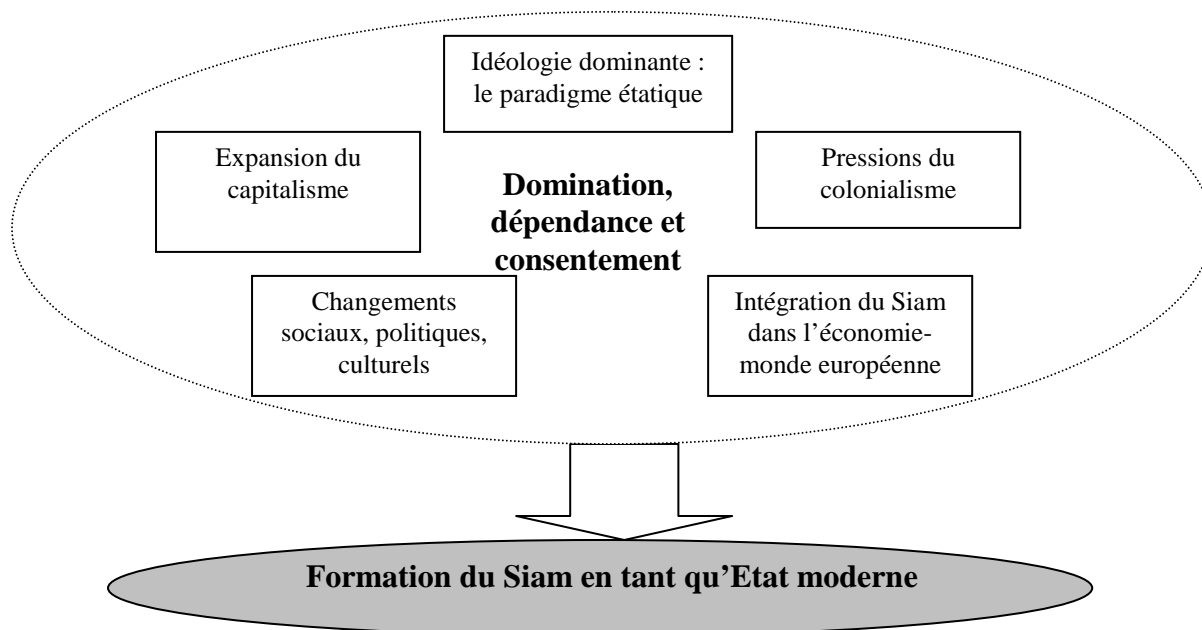 Idéologie dominante :
le paradigme étatique
Expansion du
capitalisme
Pressions du
colonialisme
Domination,
dépendance et
consentement
Changements
sociaux, politiques,
culturels
Intégration du Siam
dans l’économie-
monde européenne
Formation du Siam en tant qu’Etat moderne